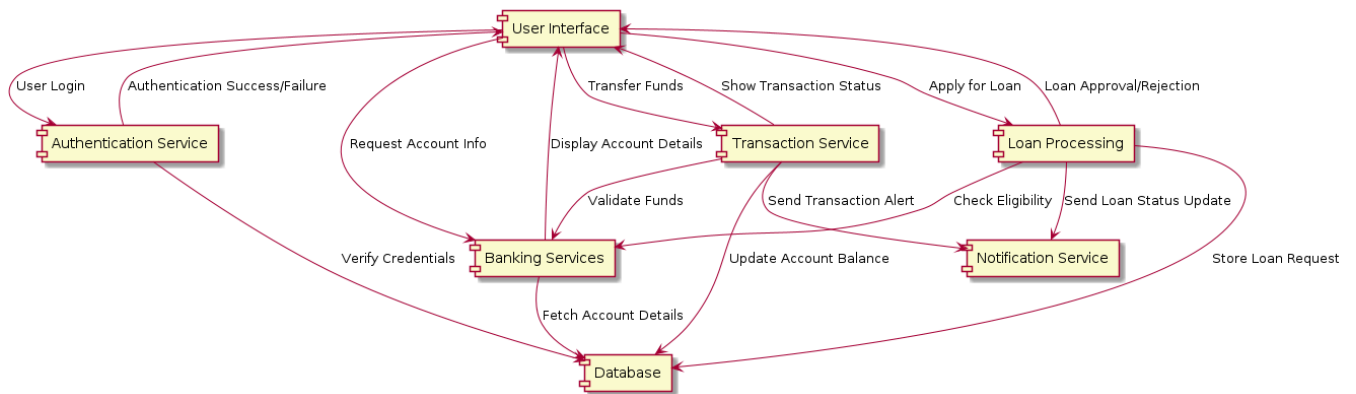 User Interface
User Login
Authentication Success/Failure
Request Account Info
Display Account Details
Transfer Funds
Show Transaction Status
Apply for Loan
Loan Approval/Rejection
Authentication Service
Transaction Service
Loan Processing
Validate Funds
Send Transaction Alert
Check Eligibility
Send Loan Status Update
Banking Services
Notification Service
Verify Credentials
Update Account Balance
Store Loan Request
Fetch Account Details
Database